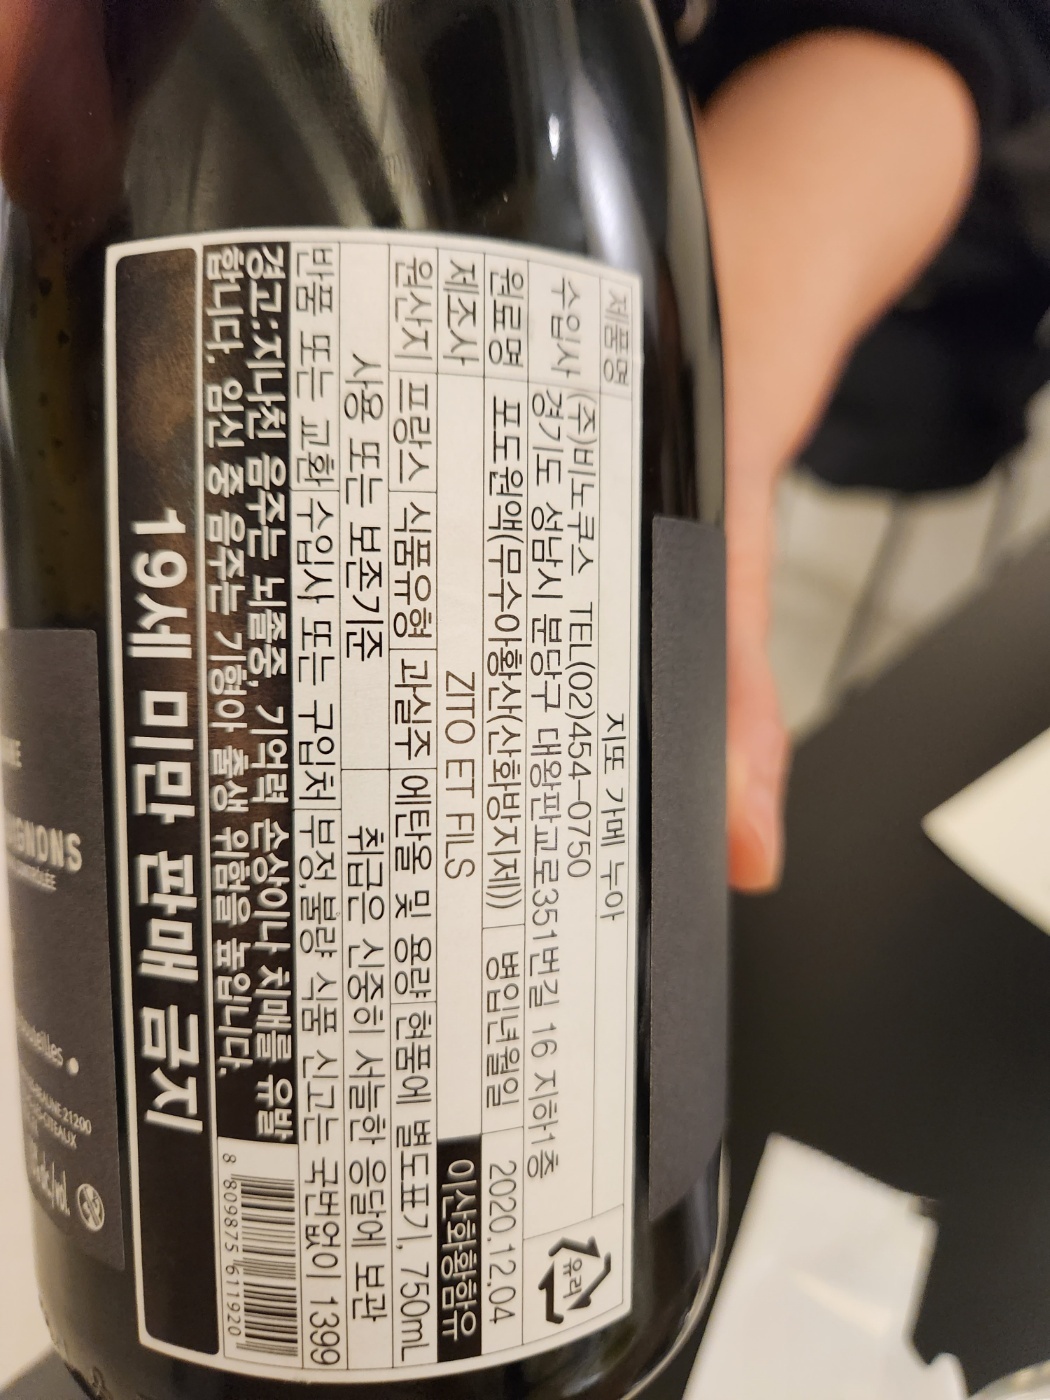 제품명 지또 가메 누아
수입사 (주)비노쿠스 TEL(02)454-0750
경기도 성남시 분당구 대왕판교로351번길 16 지하1층
유리
원료명 포도원액(무수아황산(산화방지제)) 병입년월일 2020.12.04
제조사 ZITO ET FILS 이산화황함유
원산지 프랑스 식품유형 과실주 에탄올 및 용량 현품에 별도표기, 750mL
사용 또는 보존기준 취급은 신중히 서늘한 응달에 보관
반품 또는 교환 수입사 또는 구입처 부정,불량 식품 신고는 국번없이 1399
경고:지나친 음주는 뇌졸중, 기억력 손상이나 치매를 유발
합니다. 임신 중 음주는 기형아 출생 위험을 높입니다.
8 809875 611920
19세 미만 판매 금지
21200